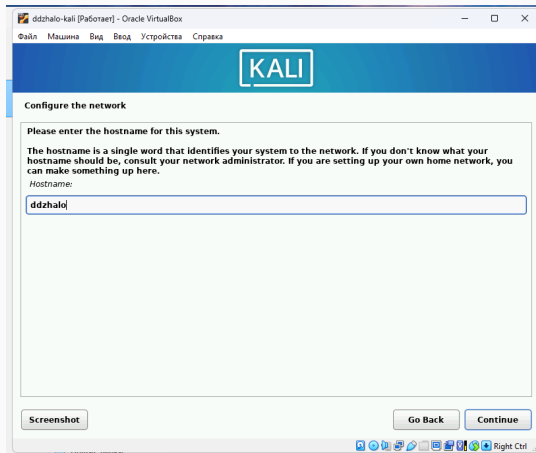 ddzhalo-kali [Работает] - Oracle VirtualBox
Файл Машина Вид Ввод Устройства Справка
KALI
Configure the network
Please enter the hostname for this system.
The hostname is a single word that identifies your system to the network. If you don't know what your
hostname should be, consult your network administrator. If you are setting up your own home network, you
can make something up here.
Hostname:
ddzhalo
Screenshot
Go Back
Continue
Right Ctrl